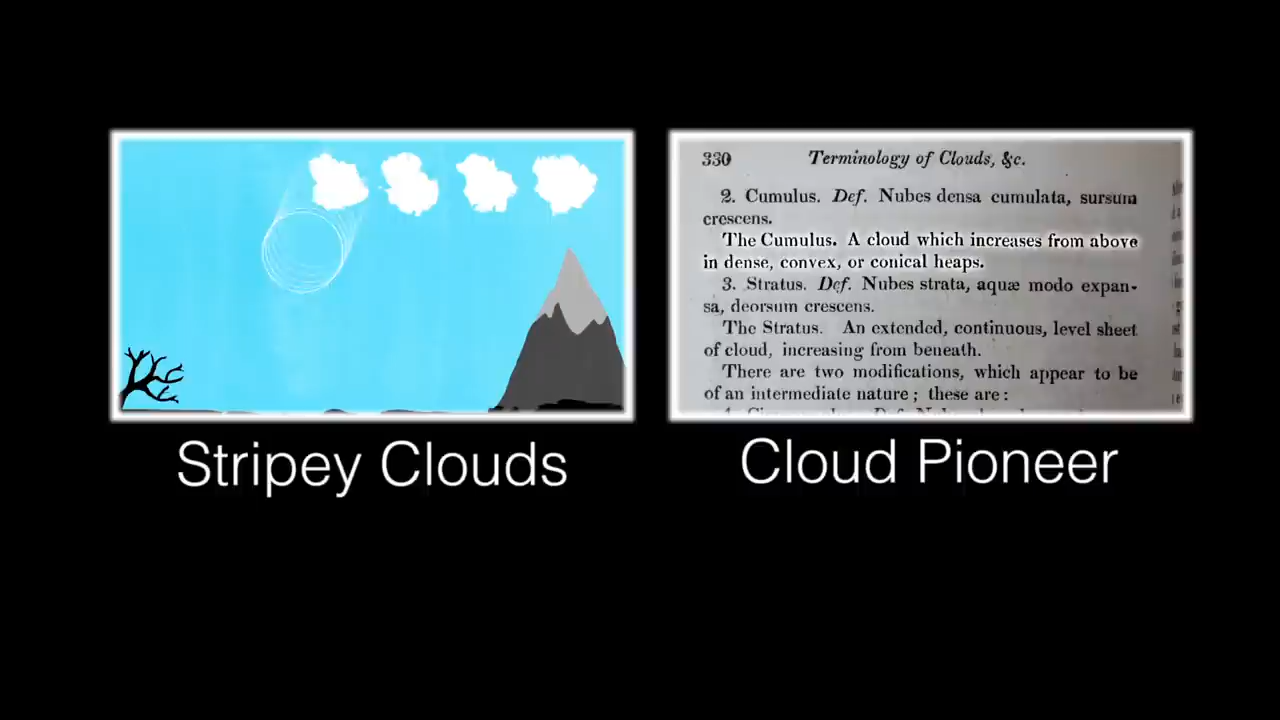 330 Terminology of Clouds, &c.
2. Cumulus. Def. Nubes densa cumulata, sursum
crescens.
The Cumulus. A cloud which increases from above
in dense, convex, or conical heaps.
3. Stratus. Def. Nubes strata, aquæ modo expan-
sa, deorsum crescens.
The Stratus. An extended, continuous, level sheet
of cloud, increasing from beneath.
There are two modifications, which appear to be
of an intermediate nature; these are:
Stripey Clouds
Cloud Pioneer